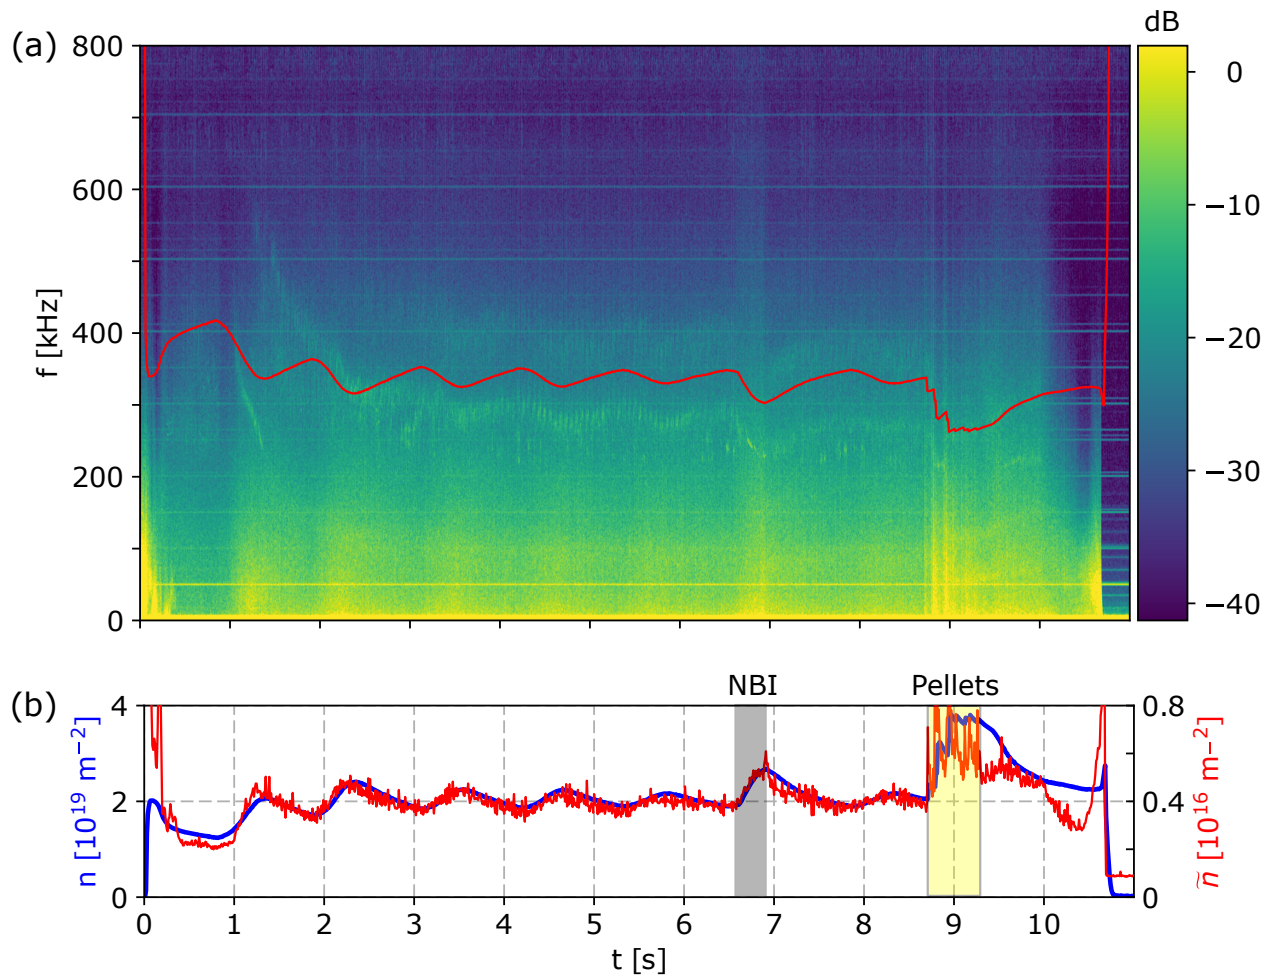 (a)
dB
800
600
400
200
0
f [kHz]
0
−10
−20
−30
−40
(b)
NBI
Pellets
4
2
0
n [10¹⁹ m⁻²]
0.8
0.4
0
ñ [10¹⁶ m⁻²]
0 1 2 3 4 5 6 7 8 9 10
t [s]